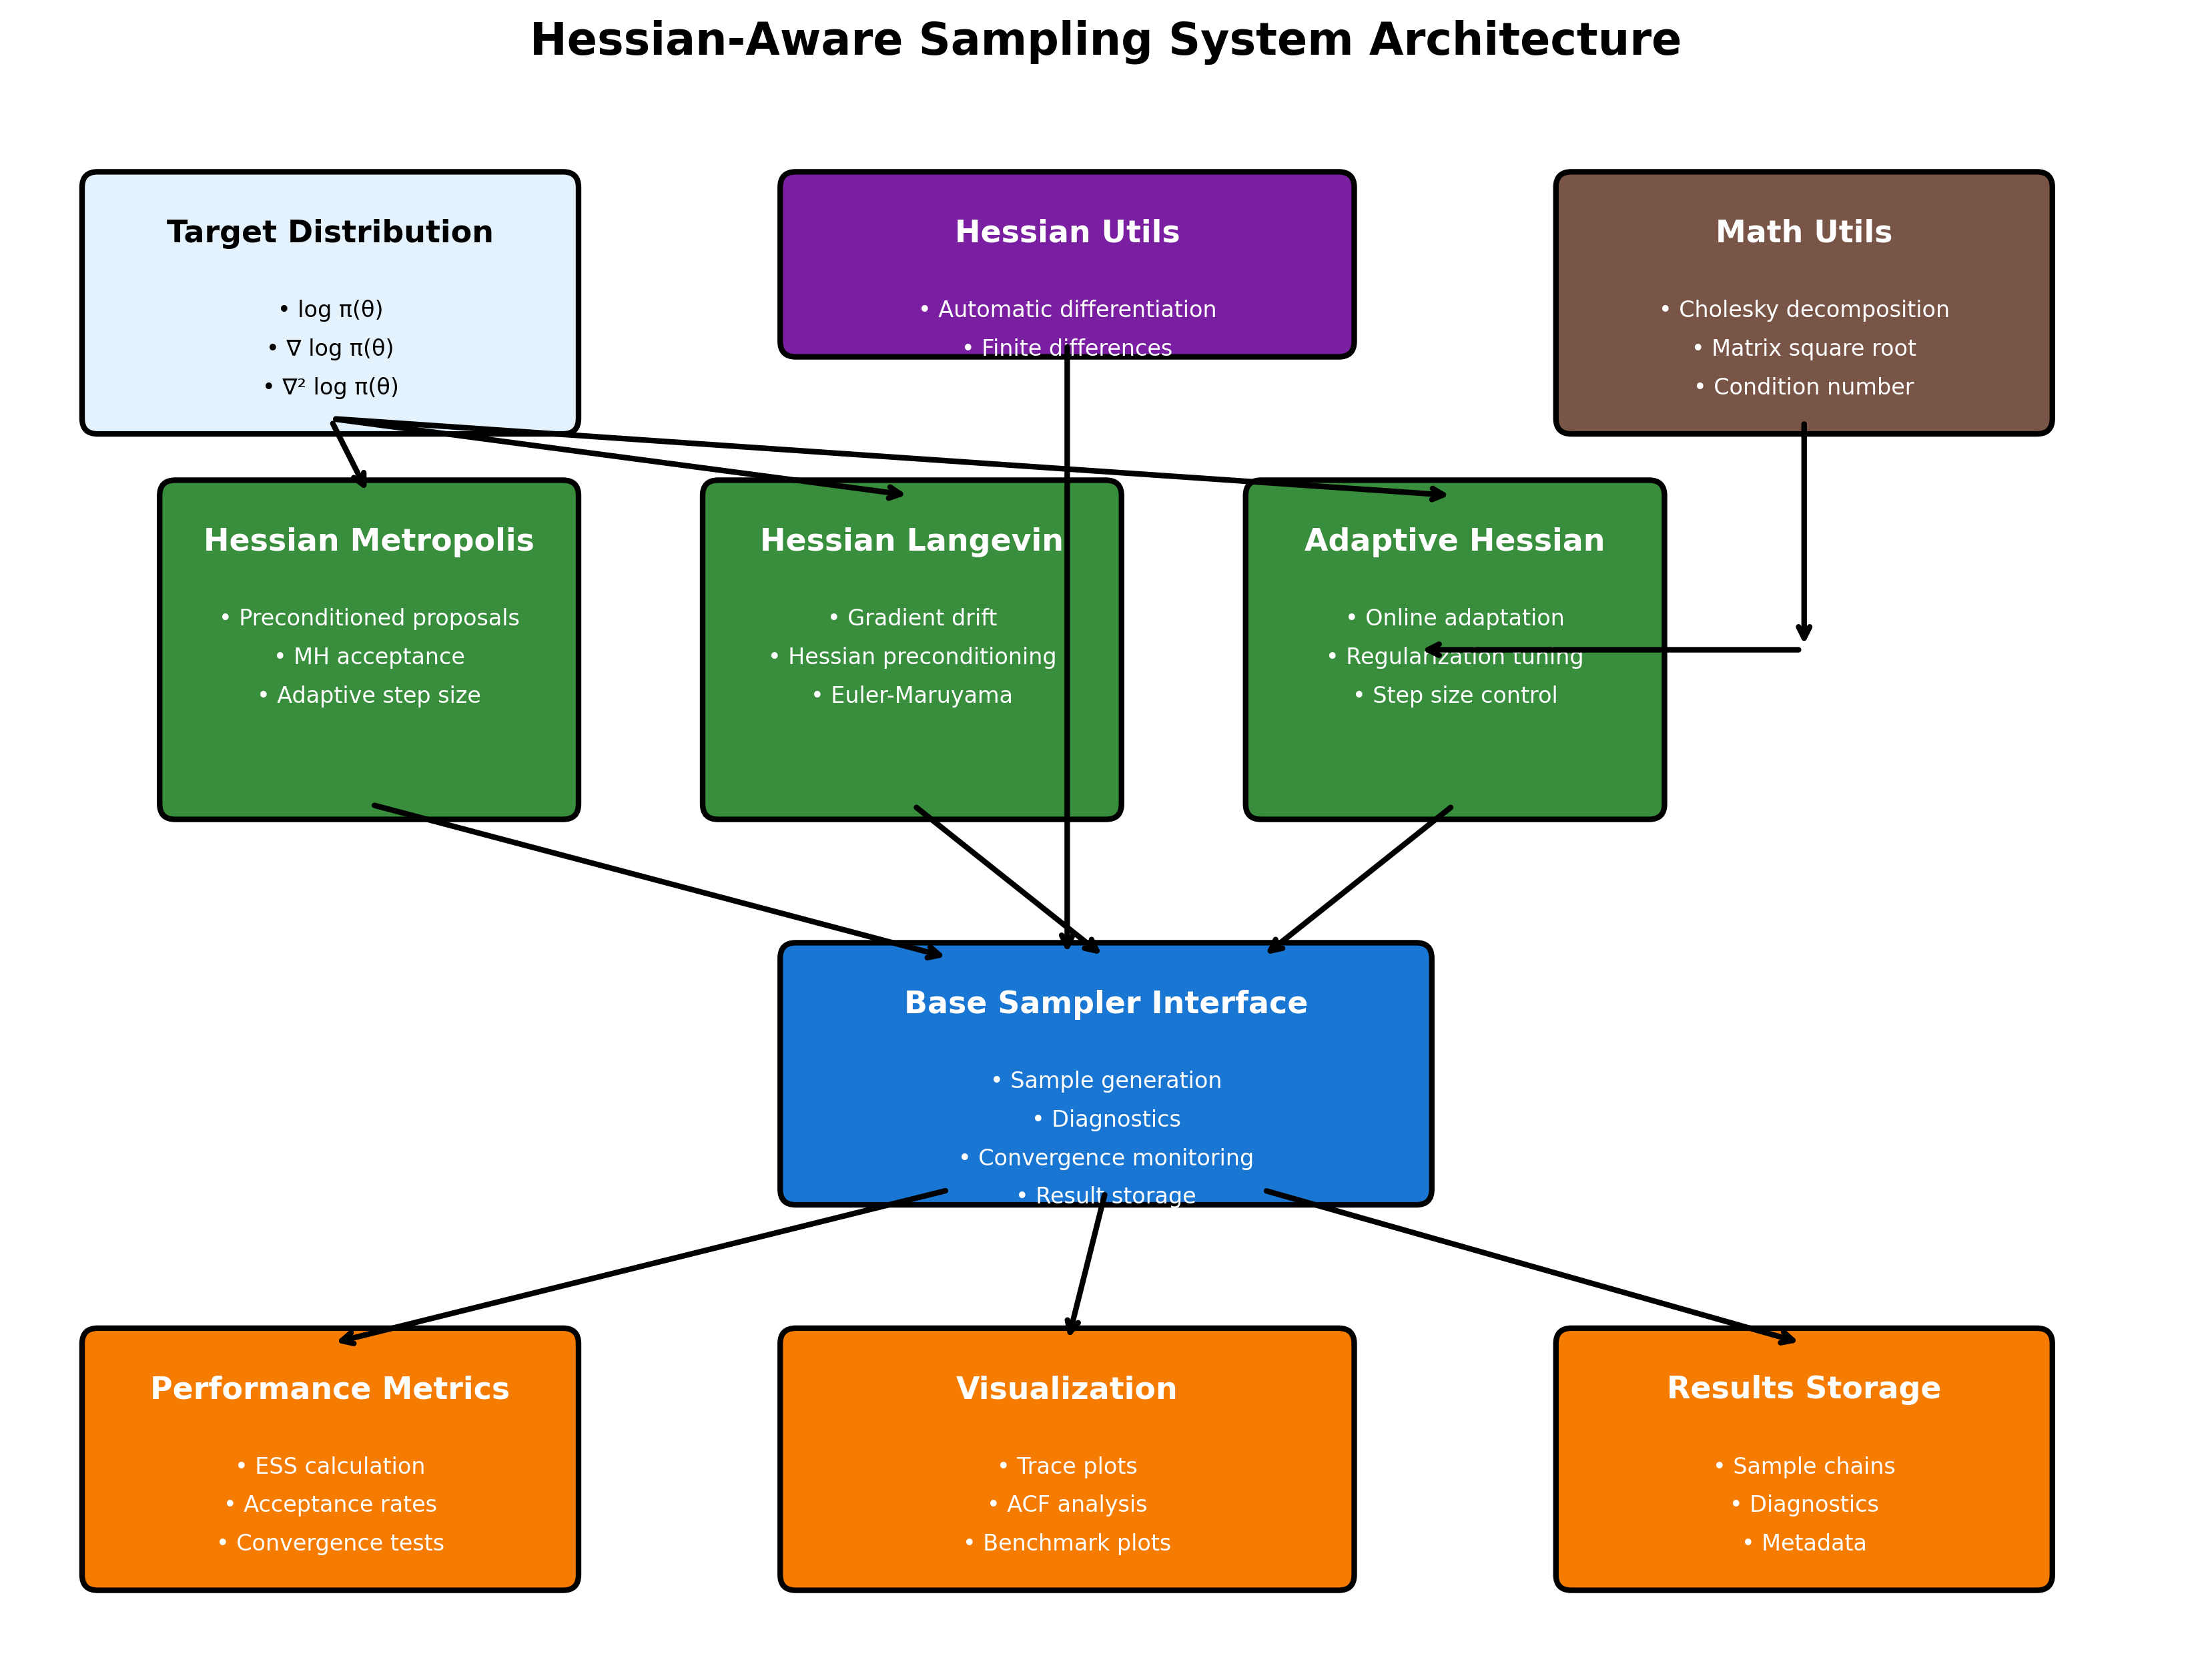 Hessian-Aware Sampling System Architecture
Target Distribution
• log π(θ)
• ∇ log π(θ)
• ∇² log π(θ)
Hessian Utils
• Automatic differentiation
• Finite differences
Math Utils
• Cholesky decomposition
• Matrix square root
• Condition number
Hessian Metropolis
• Preconditioned proposals
• MH acceptance
• Adaptive step size
Hessian Langevin
• Gradient drift
• Hessian preconditioning
• Euler-Maruyama
Adaptive Hessian
• Online adaptation
• Regularization tuning
• Step size control
Base Sampler Interface
• Sample generation
• Diagnostics
• Convergence monitoring
• Result storage
Performance Metrics
• ESS calculation
• Acceptance rates
• Convergence tests
Visualization
• Trace plots
• ACF analysis
• Benchmark plots
Results Storage
• Sample chains
• Diagnostics
• Metadata